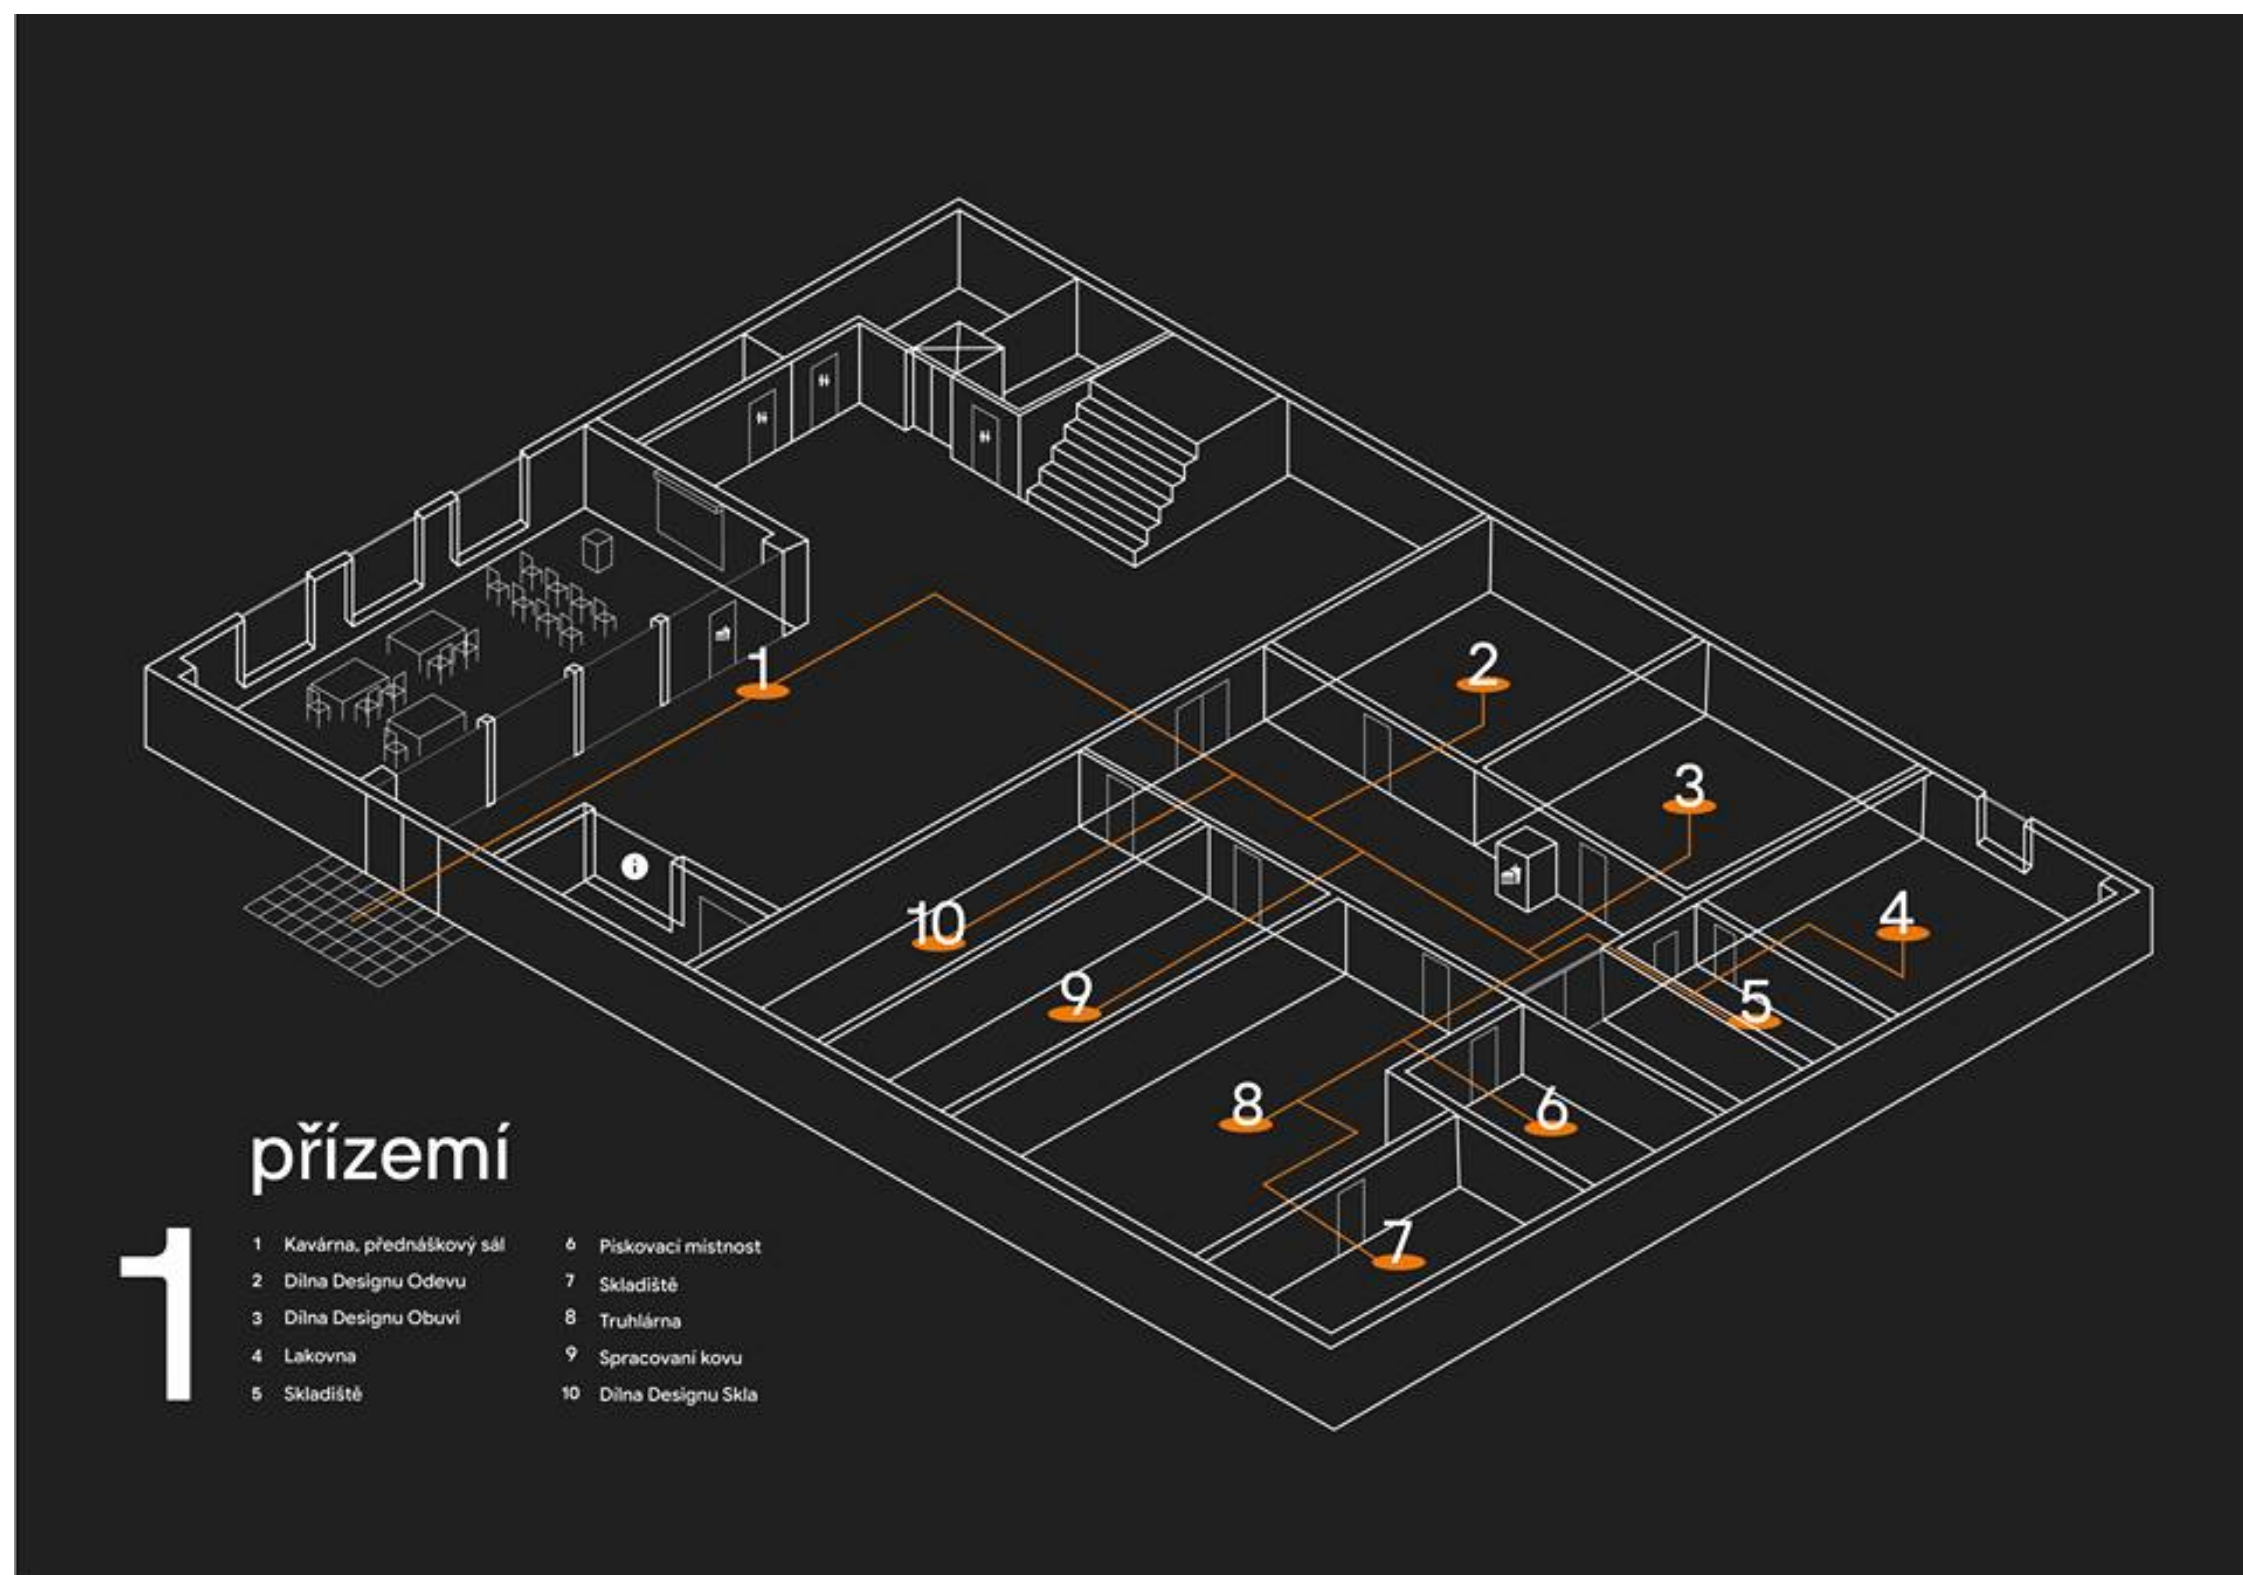 1
2
3
4
5
10
9
8
6
7
i
přízemí
1
1 Kavárna, přednáškový sál
2 Dílna Designu Odevu
3 Dílna Designu Obuvi
4 Lakovna
5 Skladiště
6 Pískovací místnost
7 Skladiště
8 Truhlárna
9 Spracovaní kovu
10 Dílna Designu Skla